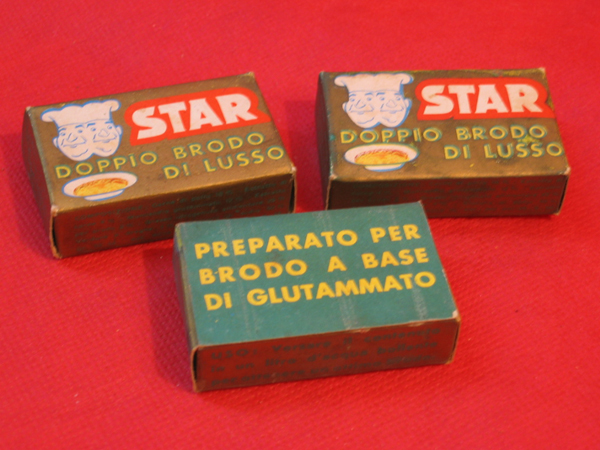 STAR
DOPPIO BRODO
DI LUSSO
STAR
DOPPIO BRODO
DI LUSSO
PREPARATO PER
BRODO A BASE
DI GLUTAMMATO